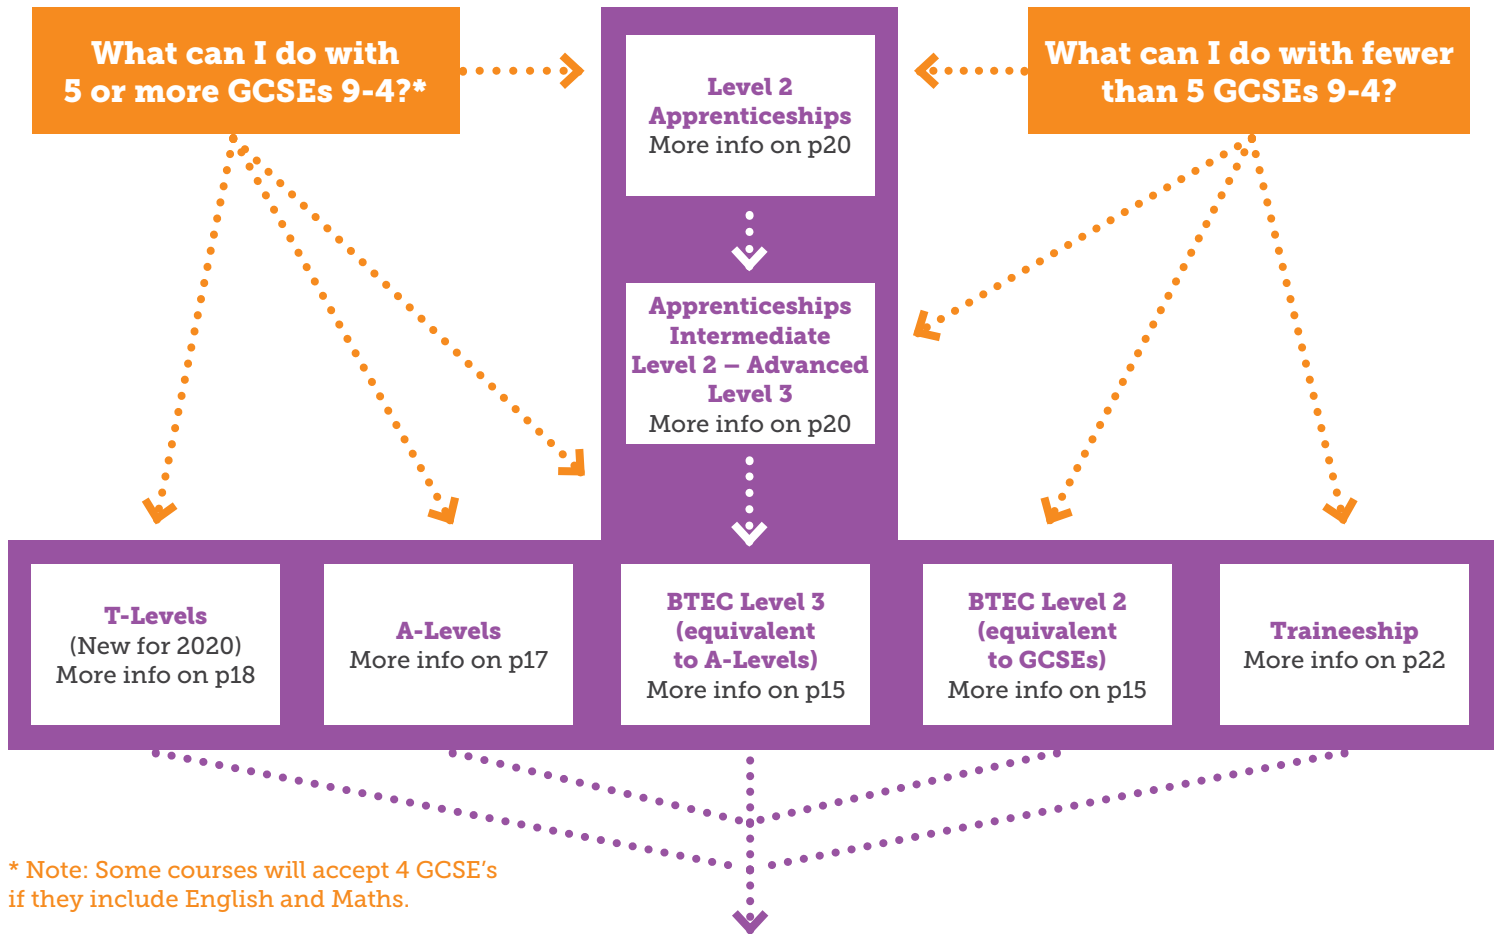 What can I do with
5 or more GCSEs 9-4?*
Level 2
Apprenticeships
More info on p20
What can I do with fewer
than 5 GCSEs 9-4?
Apprenticeships
Intermediate
Level 2 – Advanced
Level 3
More info on p20
T-Levels
(New for 2020)
More info on p18
A-Levels
More info on p17
BTEC Level 3
(equivalent
to A-Levels)
More info on p15
BTEC Level 2
(equivalent
to GCSEs)
More info on p15
Traineeship
More info on p22
* Note: Some courses will accept 4 GCSE's
if they include English and Maths.